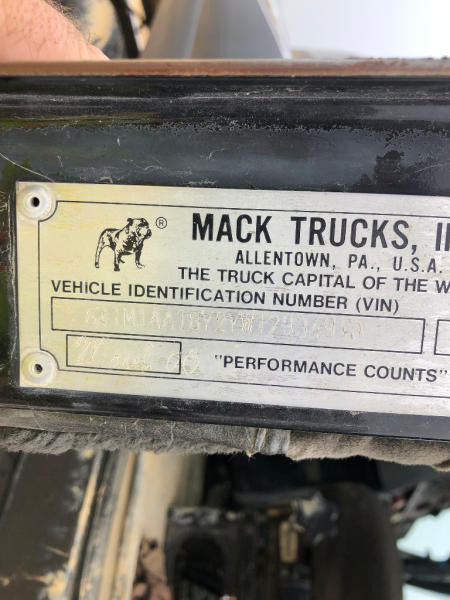 ®
MACK TRUCKS, I
ALLENTOWN, PA., U.S.A.
THE TRUCK CAPITAL OF THE W
VEHICLE IDENTIFICATION NUMBER (VIN)
"PERFORMANCE COUNTS"